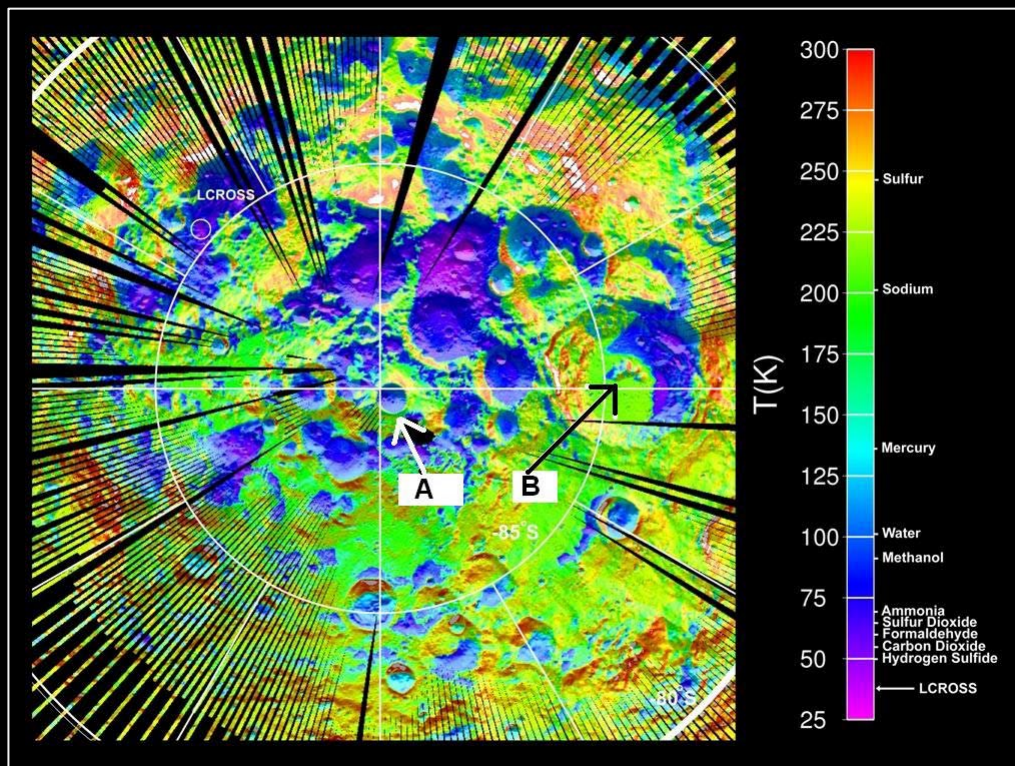 LCROSS
A
B
-85°S
-80°S
300
275
250
225
200
175
150
125
100
75
50
25
T(K)
Sulfur
Sodium
Mercury
Water
Methanol
Ammonia
Sulfur Dioxide
Formaldehyde
Carbon Dioxide
Hydrogen Sulfide
LCROSS